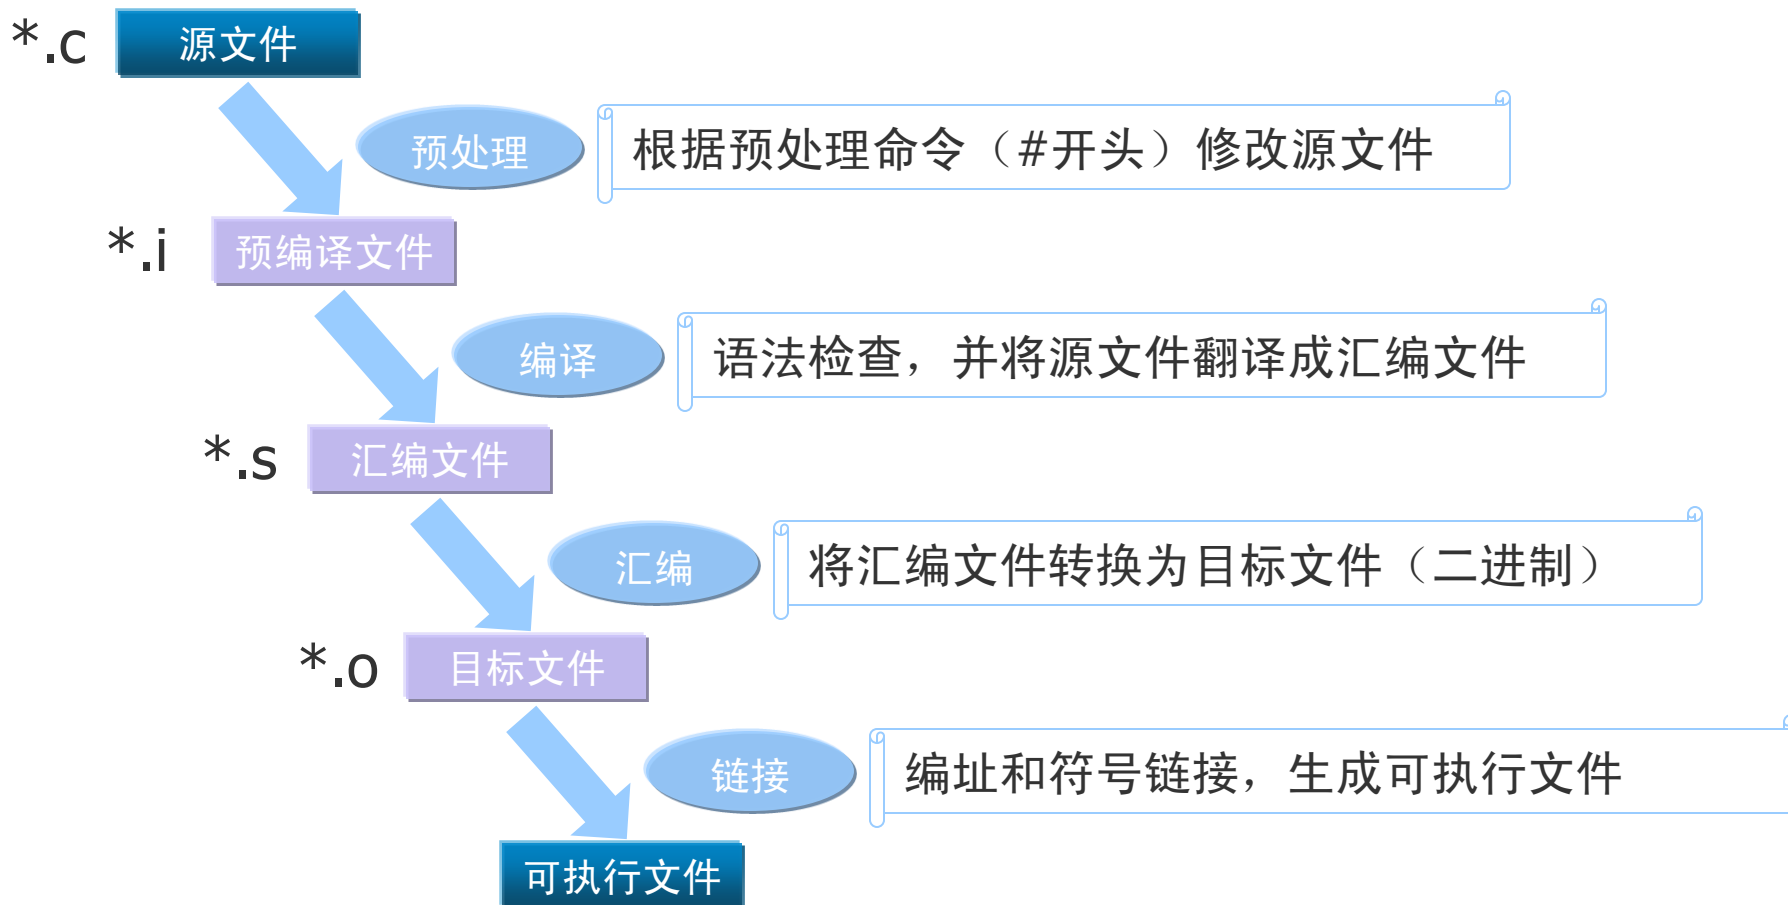 *.c 源文件
预处理 根据预处理命令（#开头）修改源文件
*.i 预编译文件
编译 语法检查，并将源文件翻译成汇编文件
*.s 汇编文件
汇编 将汇编文件转换为目标文件（二进制）
*.o 目标文件
链接 编址和符号链接，生成可执行文件
可执行文件